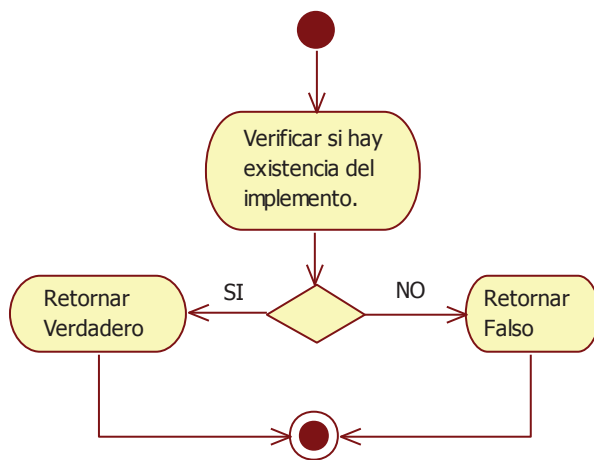 Verificar si hay
existencia del
implemento.
SI
NO
Retornar
Verdadero
Retornar
Falso